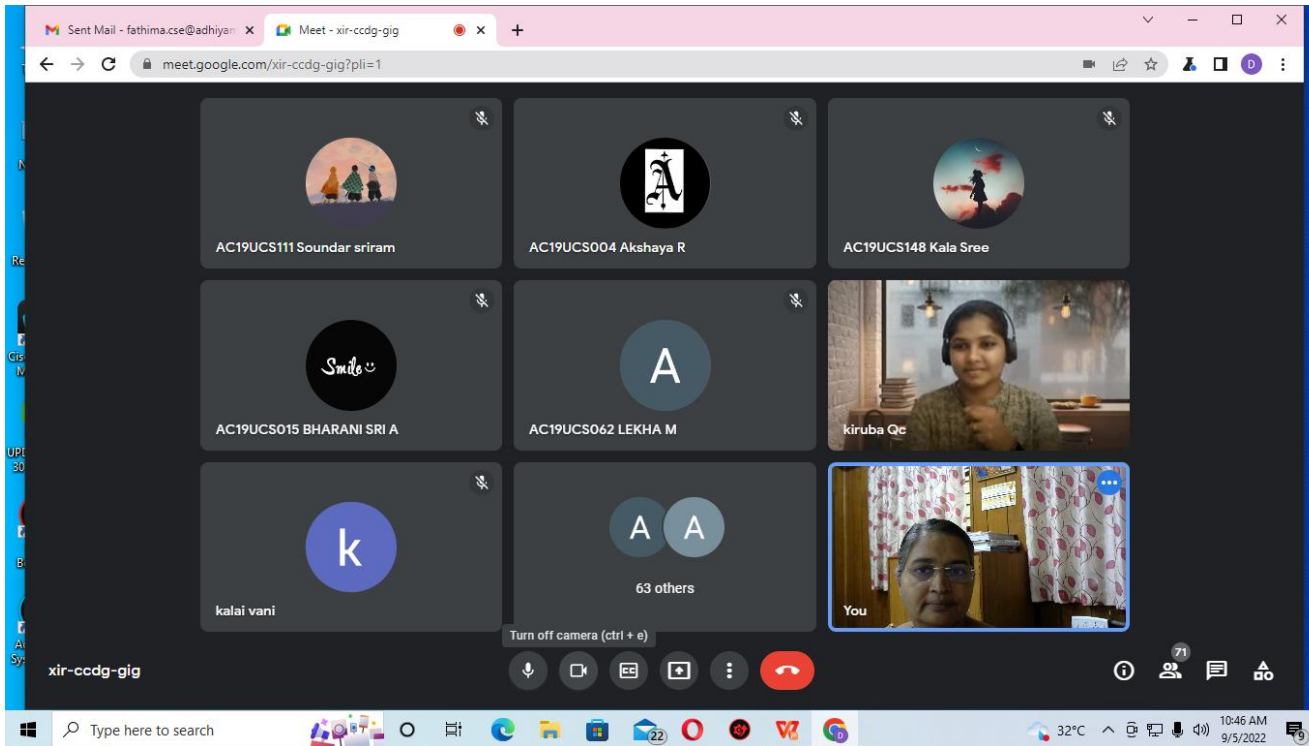 Sent Mail - fathima.cse@adhiyan
Meet - xir-ccdg-gig
meet.google.com/xir-ccdg-gig?pli=1
D
A
AC19UCS111 Soundar sriram
AC19UCS004 Akshaya R
AC19UCS148 Kala Sree
Smile
A
AC19UCS015 BHARANI SRI A
AC19UCS062 LEKHA M
kiruba Qc
k
A A
63 others
kalai vani
You
Turn off camera (ctrl + e)
xir-ccdg-gig
CC
71
Type here to search
22
32°C
10:46 AM
9/5/2022
9